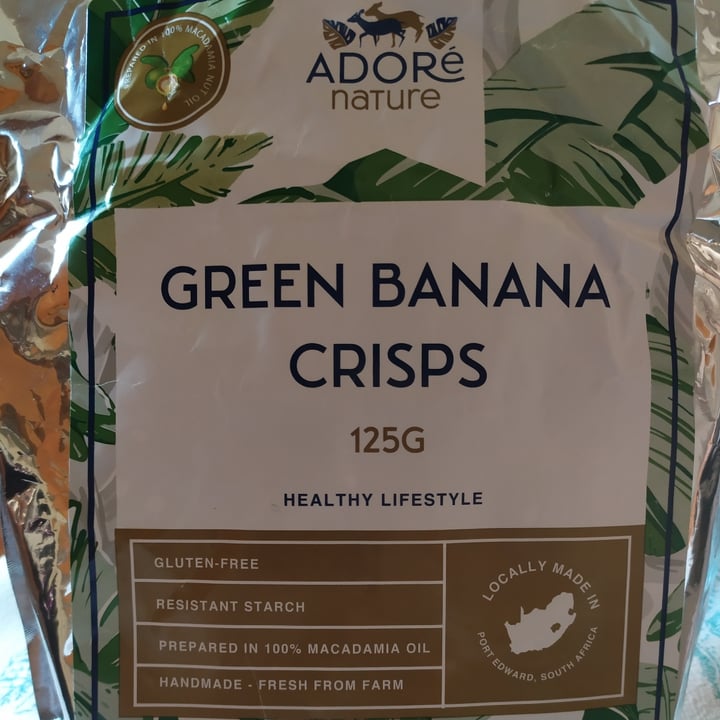 PREPARED IN 100% MACADAMIA NUT OIL
ADORé
nature
GREEN BANANA
CRISPS
125G
HEALTHY LIFESTYLE
GLUTEN-FREE
RESISTANT STARCH
PREPARED IN 100% MACADAMIA OIL
HANDMADE - FRESH FROM FARM
LOCALLY MADE IN
PORT EDWARD, SOUTH AFRICA